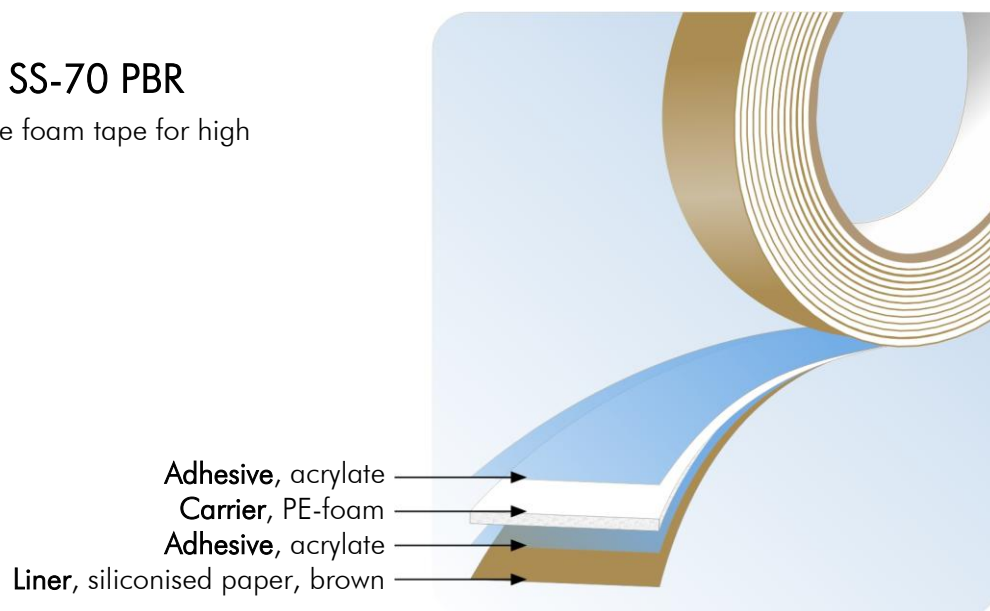 SS-70 PBR
e foam tape for high
Adhesive, acrylate
Carrier, PE-foam
Adhesive, acrylate
Liner, siliconised paper, brown